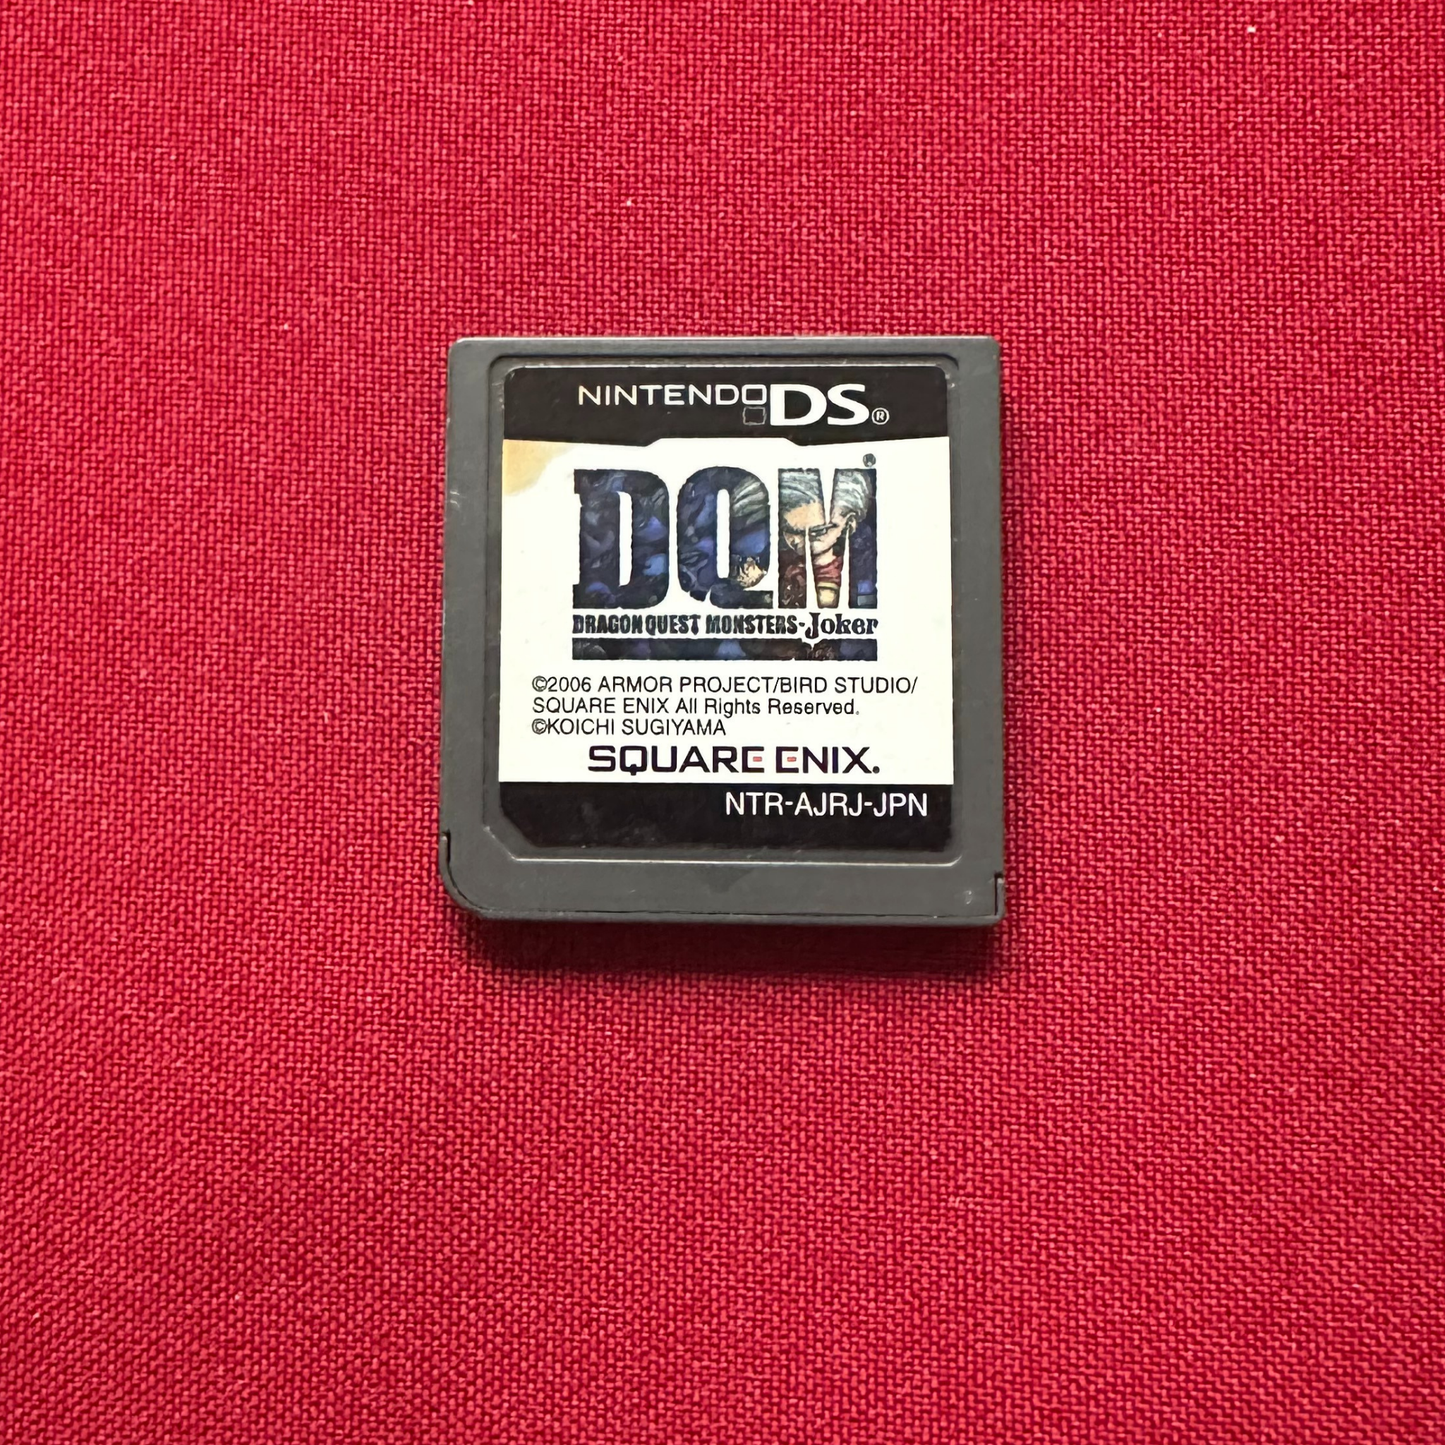 NINTENDO DS®
DQM®
DRAGON QUEST MONSTERS-Joker
©2006 ARMOR PROJECT/BIRD STUDIO/
SQUARE ENIX All Rights Reserved.
©KOICHI SUGIYAMA
SQUARE ENIX.
NTR-AJRJ-JPN